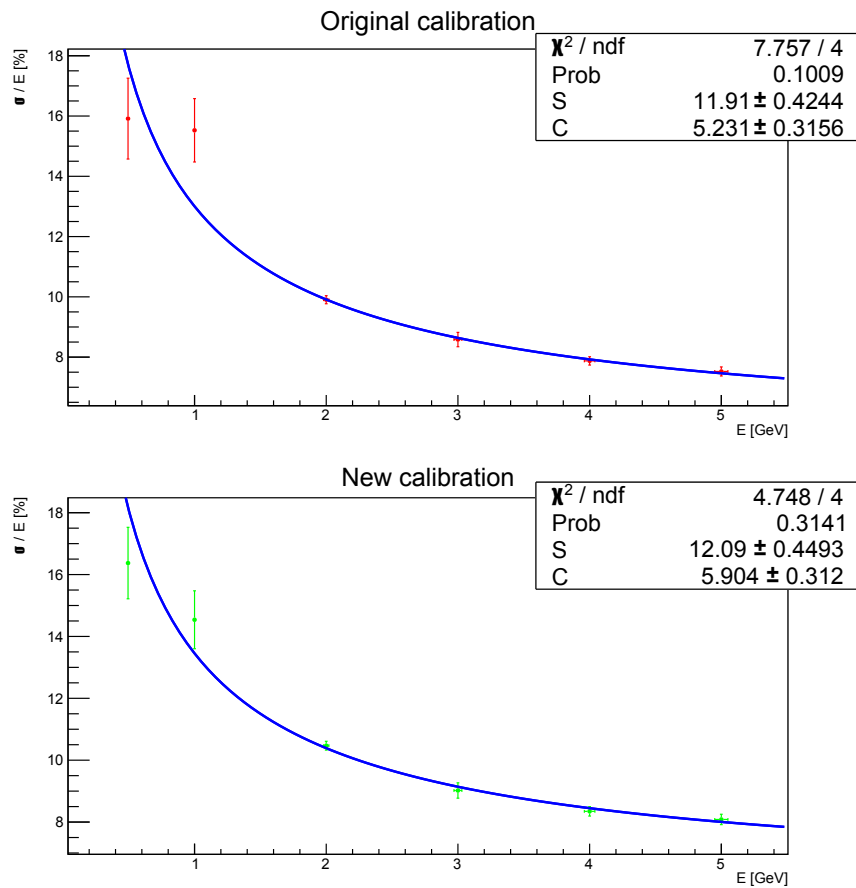 Original calibration
χ² / ndf 7.757 / 4
Prob 0.1009
S 11.91 ± 0.4244
C 5.231 ± 0.3156
σ / E [%]
18
16
14
12
10
8
1 2 3 4 5
E [GeV]
New calibration
χ² / ndf 4.748 / 4
Prob 0.3141
S 12.09 ± 0.4493
C 5.904 ± 0.312
σ / E [%]
18
16
14
12
10
8
1 2 3 4 5
E [GeV]